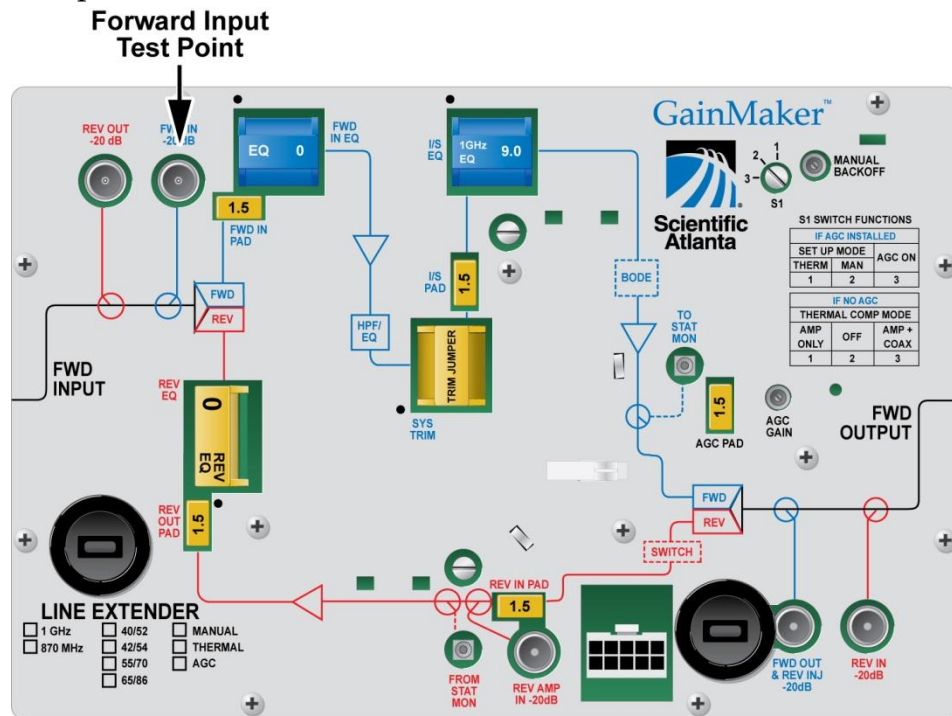 Forward Input
Test Point
REV OUT
-20 dB
FWD IN
-20 dB
EQ 0
FWD
IN EQ
I/S
EQ
1GHz
EQ 9.0
GainMaker™
MANUAL
BACKOFF
1
2
3
S1
Scientific
Atlanta
S1 SWITCH FUNCTIONS
IF AGC INSTALLED
SET UP MODE
AGC ON
THERM MAN
1 2 3
IF NO AGC
THERMAL COMP MODE
AMP
ONLY
OFF
AMP +
COAX
1 2 3
1.5
FWD IN
PAD
I/S
PAD
1.5
BODE
FWD
REV
HPF/
EQ
TRIM JUMPER
SYS
TRIM
TO
STAT
MON
1.5
AGC PAD
AGC
GAIN
FWD
INPUT
FWD
OUTPUT
REV
EQ
0
REV
EQ
REV
OUT
PAD
1.5
FWD
REV
SWITCH
LINE EXTENDER
1 GHz
870 MHz
40/52
42/54
55/70
65/86
MANUAL
THERMAL
AGC
REV IN PAD
1.5
FROM
STAT
MON
REV AMP
IN -20dB
FWD OUT
& REV INJ
-20dB
REV IN
-20dB